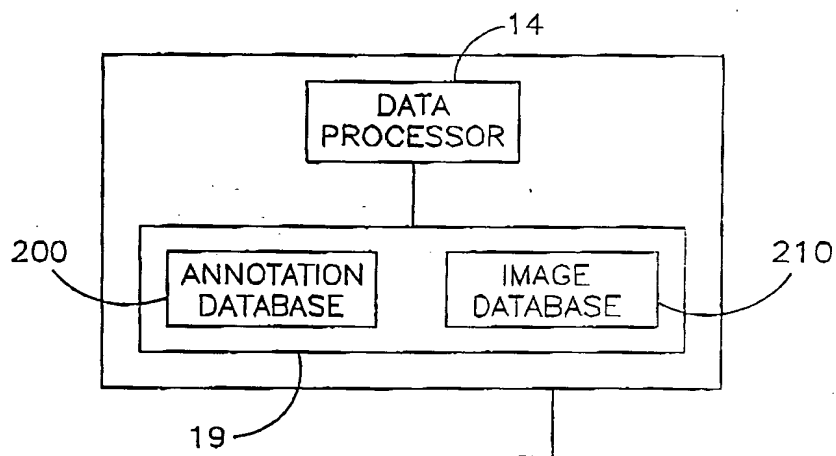 14
DATA
PROCESSOR
200
ANNOTATION
DATABASE
IMAGE
DATABASE
210
19